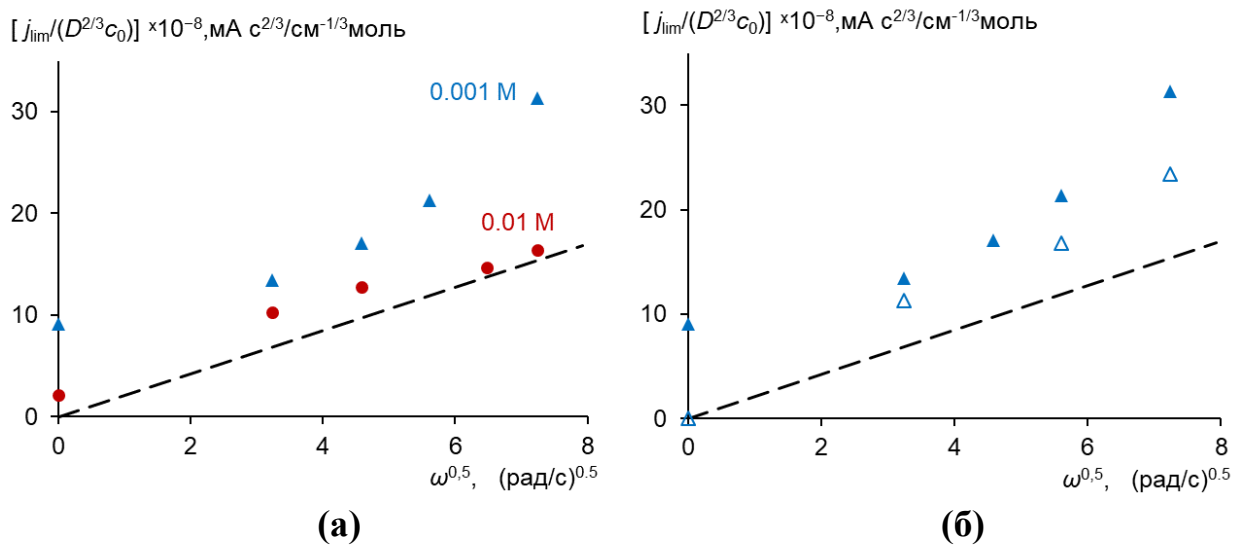 [ jlim/(D2/3c0)] x10−8,мА с2/3/см-1/3моль
30
20
10
0
0 2 4 6 8
0.001 М
0.01 М
ω0,5, (рад/с)0.5
(а)
[ jlim/(D2/3c0)] x10−8,мА с2/3/см-1/3моль
30
20
10
0
0 2 4 6 8
ω0,5, (рад/с)0.5
(б)